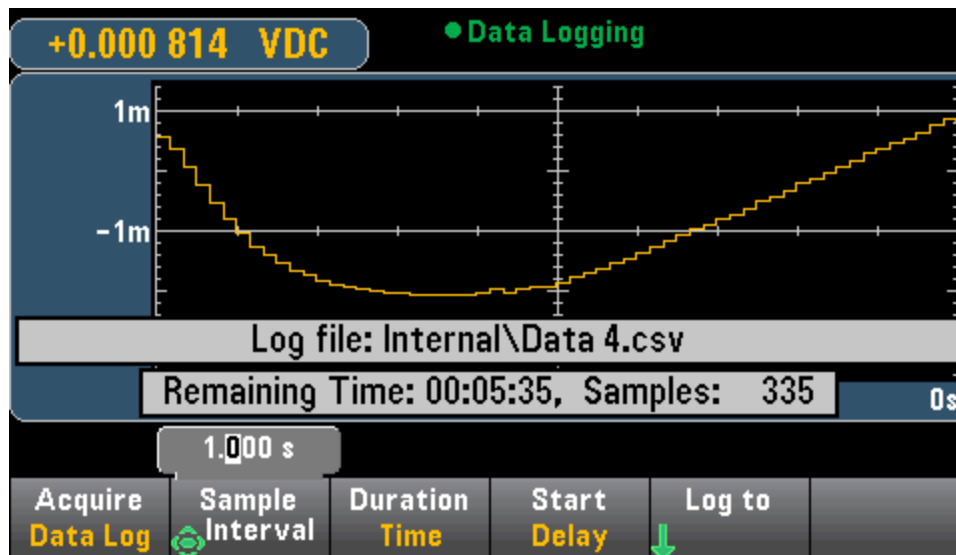 +0.000 814 VDC
Data Logging
1m
-1m
Log file: Internal\Data 4.csv
Remaining Time: 00:05:35, Samples: 335
0s
1.000 s
Acquire
Data Log
Sample
Interval
Duration
Time
Start
Delay
Log to